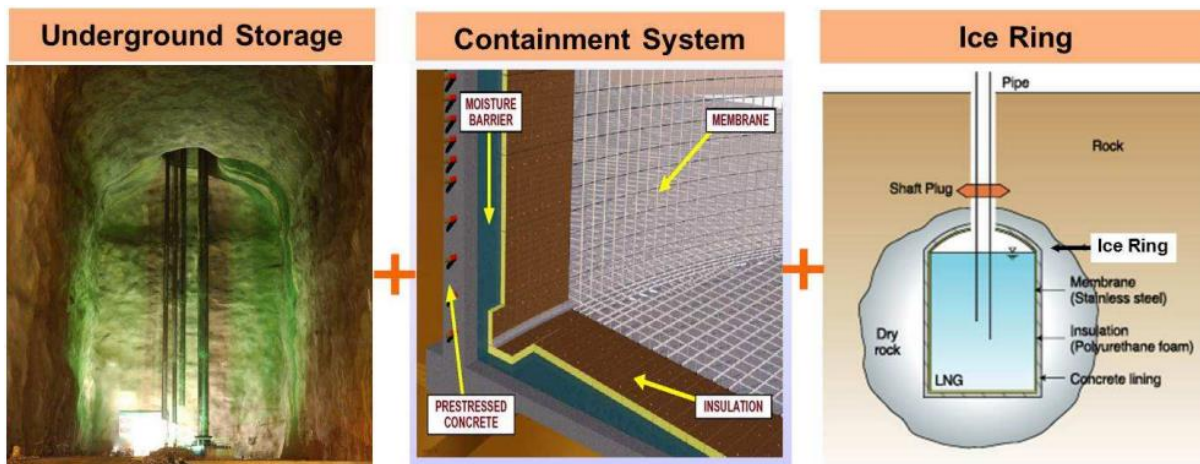 Underground Storage
Containment System
Ice Ring
MOISTURE
BARRIER
MEMBRANE
PRESTRESSED
CONCRETE
INSULATION
Pipe
Rock
Shaft Plug
Ice Ring
Membrane
(Stainless steel)
Dry
rock
Insulation
(Polyurethane foam)
LNG
Concrete lining